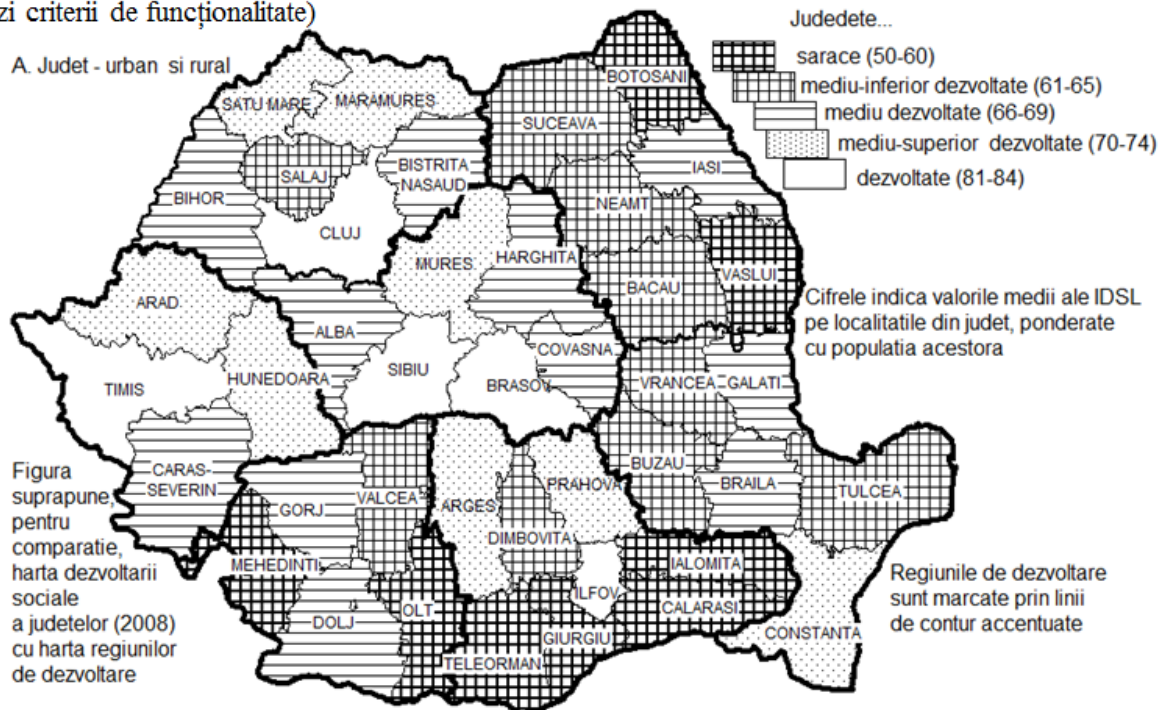 zi criterii de funcționalitate)
A. Judet - urban si rural
Judedete...
sarace (50-60)
mediu-inferior dezvoltate (61-65)
mediu dezvoltate (66-69)
mediu-superior dezvoltate (70-74)
dezvoltate (81-84)
BOTOSANI
SATU MARE
MARAMURES
SUCEAVA
IASI
SALAJ
BISTRITA
NASAUD
BIHOR
NEAMT
CLUJ
MURES
HARGHITA
VASLUI
BACAU
Cifrele indica valorile medii ale IDSL
pe localitatile din judet, ponderate
cu populatia acestora
ARAD
ALBA
COVASNA
TIMIS
HUNEDOARA
SIBIU
BRASOV
VRANCEA
GALATI
Figura
suprapune,
pentru
comparatie,
harta dezvoltarii
sociale
a judetelor (2008)
cu harta regiunilor
de dezvoltare
CARAS-
SEVERIN
GORJ
VALCEA
ARGES
PRAHOVA
BUZAU
BRAILA
TULCEA
DIMBOVITA
MEHEDINTI
IALOMITA
ILFOV
OLT
CALARASI
DOLJ
GIURGIU
CONSTANTA
TELEORMAN
Regiunile de dezvoltare
sunt marcate prin linii
de contur accentuate